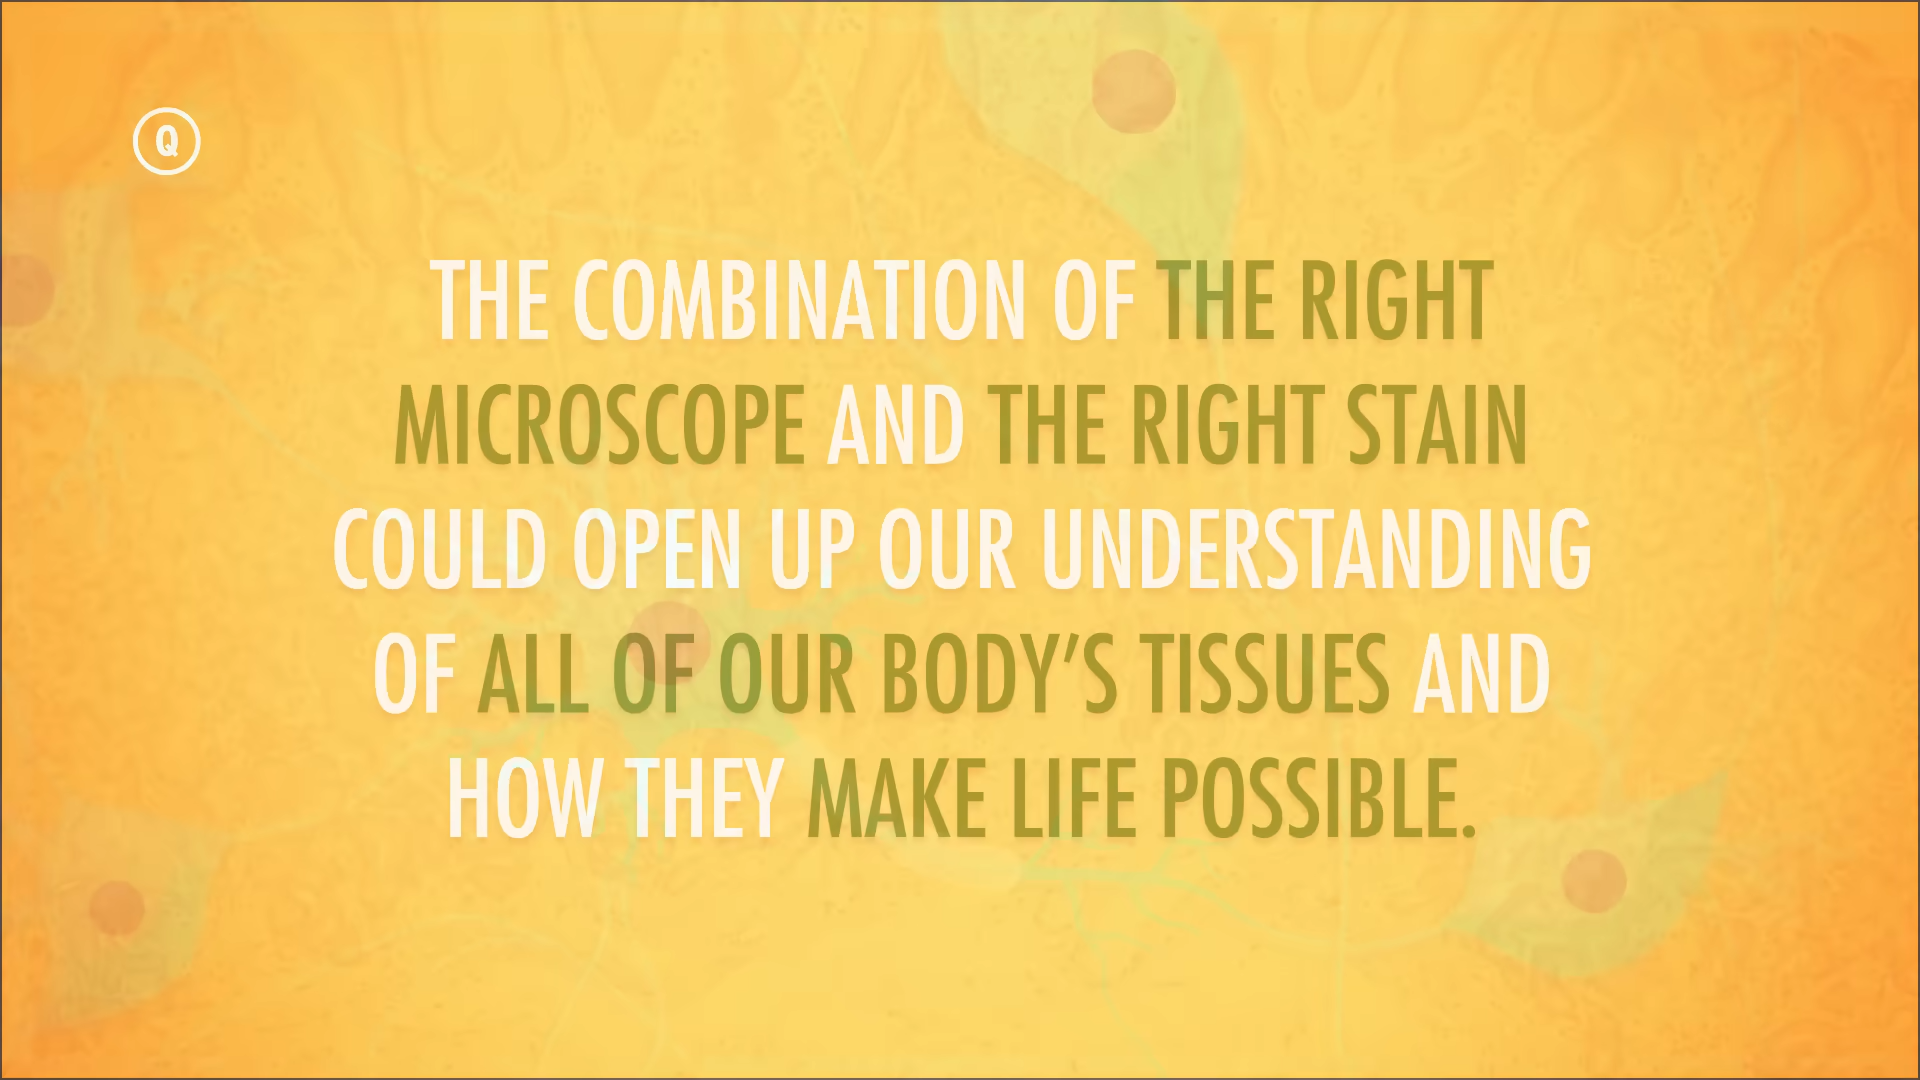 Q
THE COMBINATION OF THE RIGHT
MICROSCOPE AND THE RIGHT STAIN
COULD OPEN UP OUR UNDERSTANDING
OF ALL OF OUR BODY’S TISSUES AND
HOW THEY MAKE LIFE POSSIBLE.